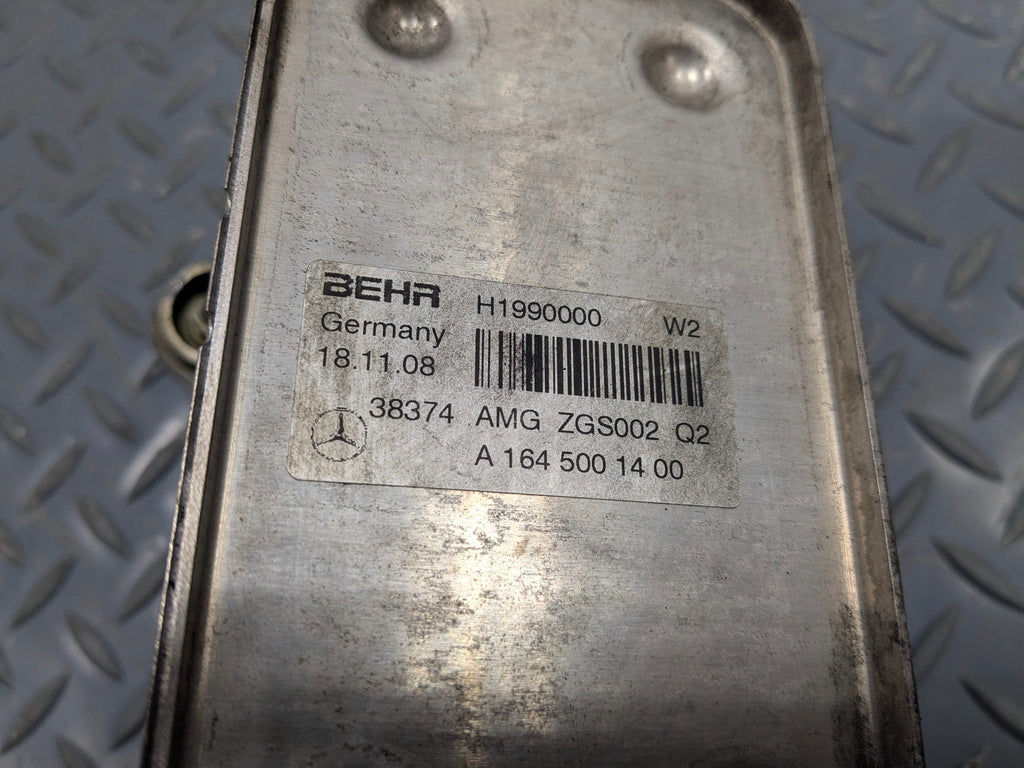 BEHR H1990000 W2
Germany
18.11.08
38374 AMG ZGS002 Q2
A 164 500 14 00